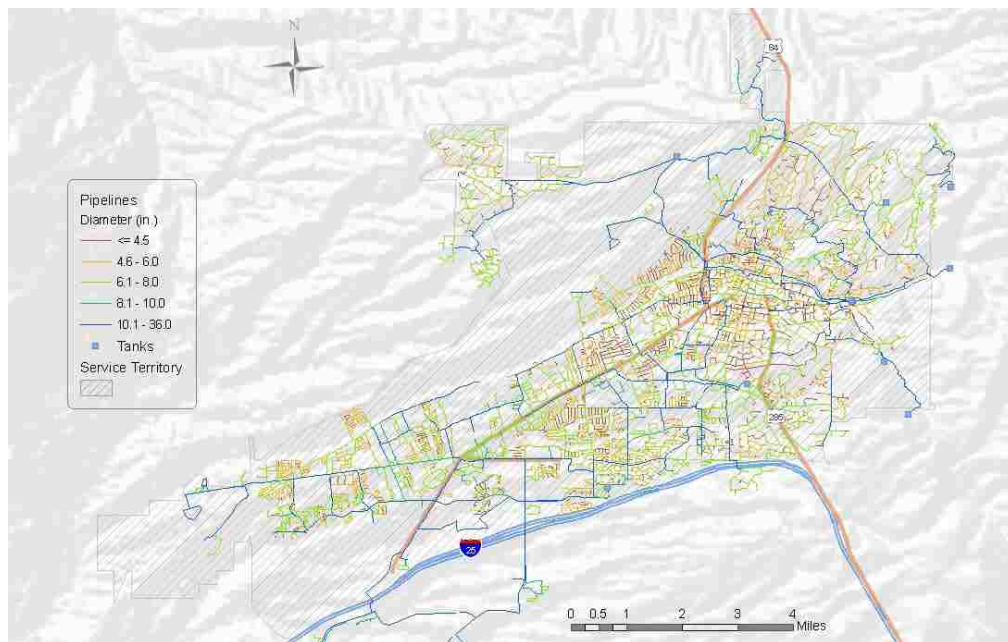 N
84
Pipelines
Diameter (in.)
<= 4.5
4.6 - 6.0
6.1 - 8.0
8.1 - 10.0
10.1 - 36.0
Tanks
Service Territory
285
25
0 0.5 1 2 3 4
Miles